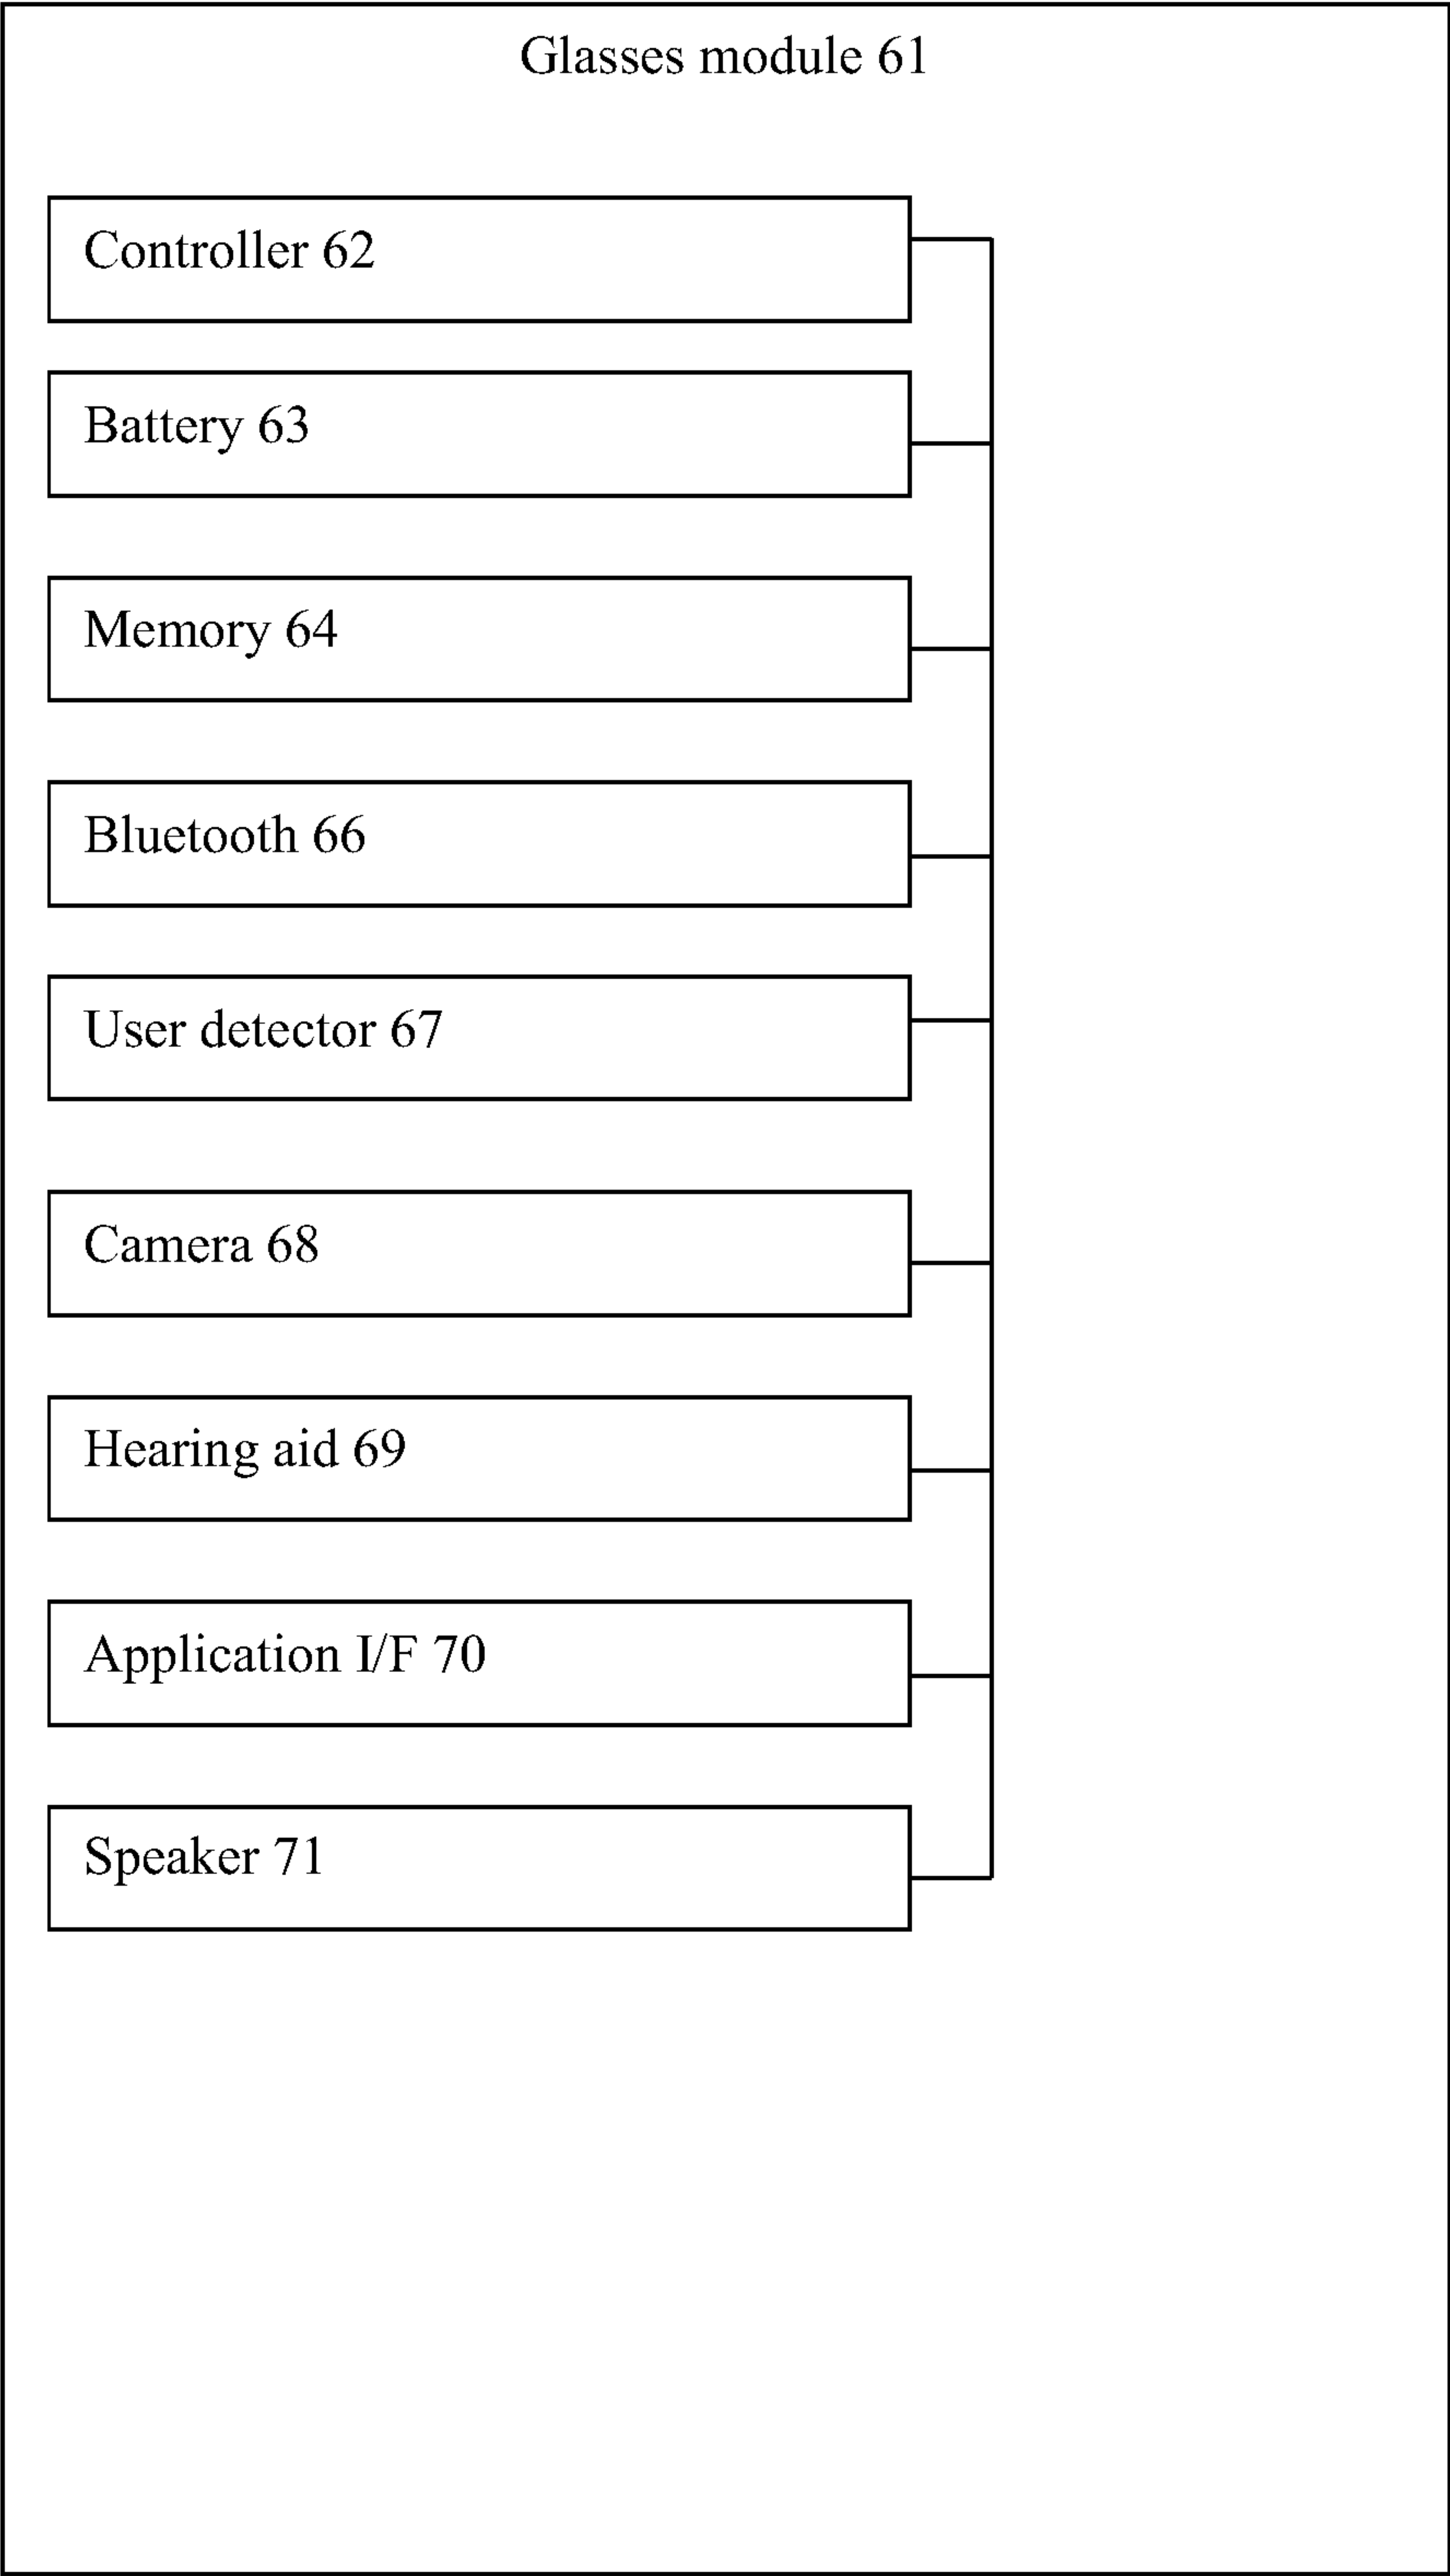 Glasses module 61
Controller 62
Battery 63
Memory 64
Bluetooth 66
User detector 67
Camera 68
Hearing aid 69
Application I/F 70
Speaker 71